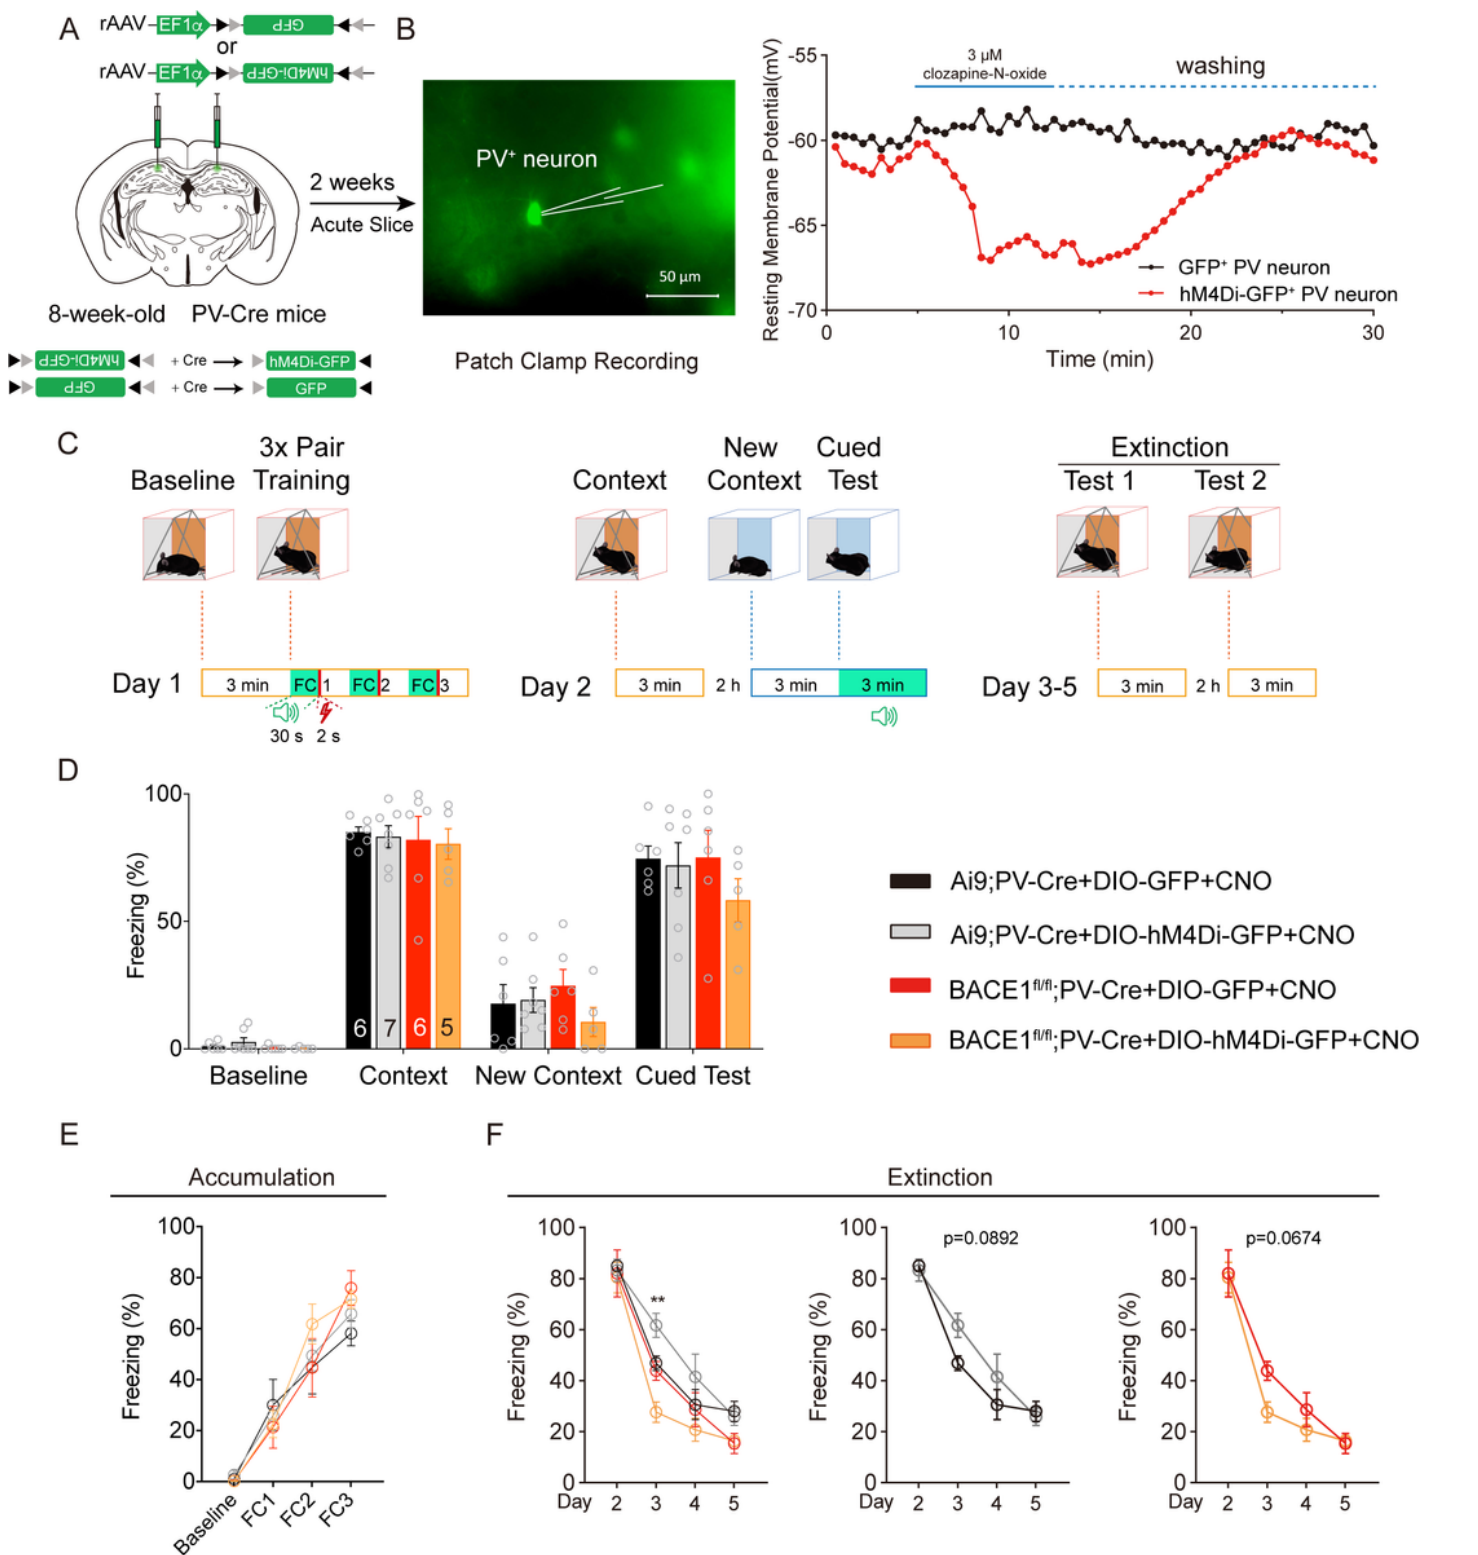 A
rAAV EF1α GFP
or
rAAV EF1α hM4Di-GFP
2 weeks
Acute Slice
8-week-old PV-Cre mice
hM4Di-GFP + Cre hM4Di-GFP
GFP + Cre GFP
B
PV⁺ neuron
50 µm
Patch Clamp Recording
Resting Membrane Potential(mV)
-55
-60
-65
-70
3 µM
clozapine-N-oxide
washing
GFP⁺ PV neuron
hM4Di-GFP⁺ PV neuron
0 10 20 30
Time (min)
C
Baseline
3x Pair
Training
Context
New
Context
Cued
Test
Extinction
Test 1 Test 2
Day 1 3 min FC 1 FC 2 FC 3
30 s 2 s
Day 2 3 min 2 h 3 min 3 min
Day 3-5 3 min 2 h 3 min
D
Freezing (%)
100
50
0
6 7 6 5
Baseline Context New Context Cued Test
Ai9;PV-Cre+DIO-GFP+CNO
Ai9;PV-Cre+DIO-hM4Di-GFP+CNO
BACE1fl/fl;PV-Cre+DIO-GFP+CNO
BACE1fl/fl;PV-Cre+DIO-hM4Di-GFP+CNO
E
Accumulation
Freezing (%)
100
80
60
40
20
0
Baseline FC1 FC2 FC3
F
Extinction
Freezing (%)
100
80
60
40
20
0
**
Day 2 3 4 5
Freezing (%)
100
80
60
40
20
0
p=0.0892
Day 2 3 4 5
Freezing (%)
100
80
60
40
20
0
p=0.0674
Day 2 3 4 5